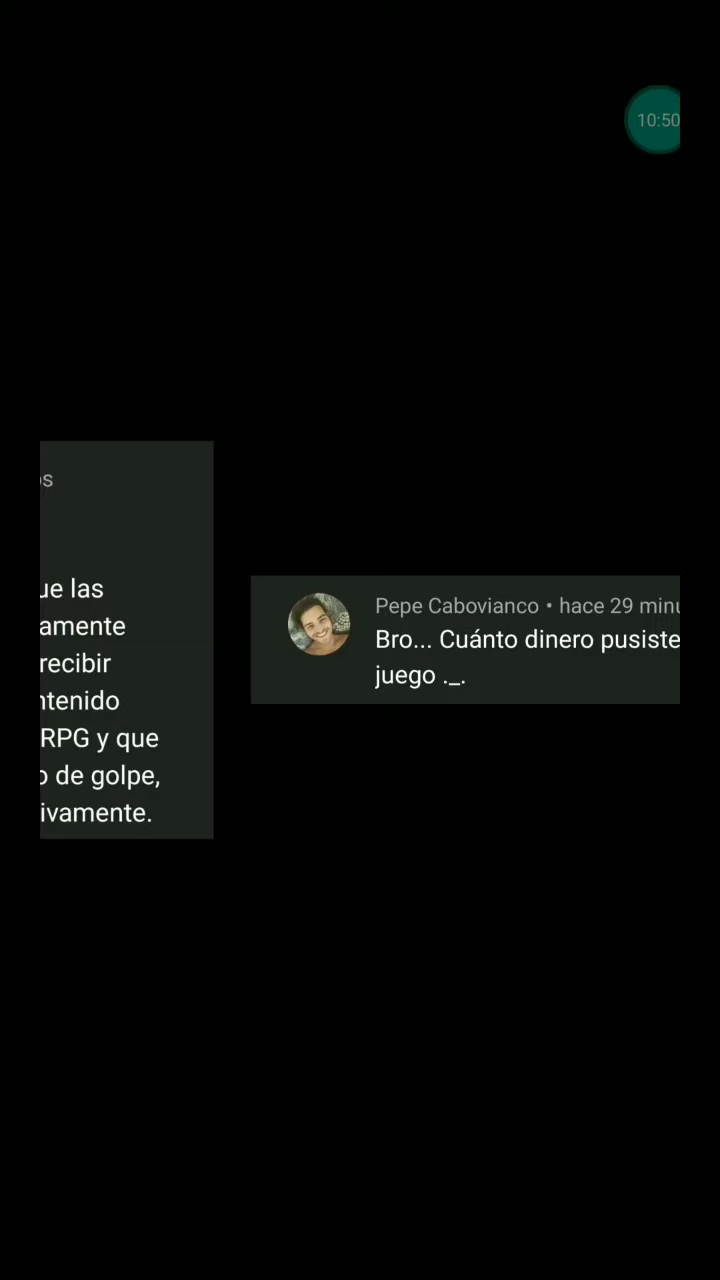 10:50
de golpe,
ue las
amente
recibir
ntenido
RPG y que
ivamente.
Pepe Cabovianco • hace 29 minu
Bro... Cuánto dinero pusiste
juego ._.